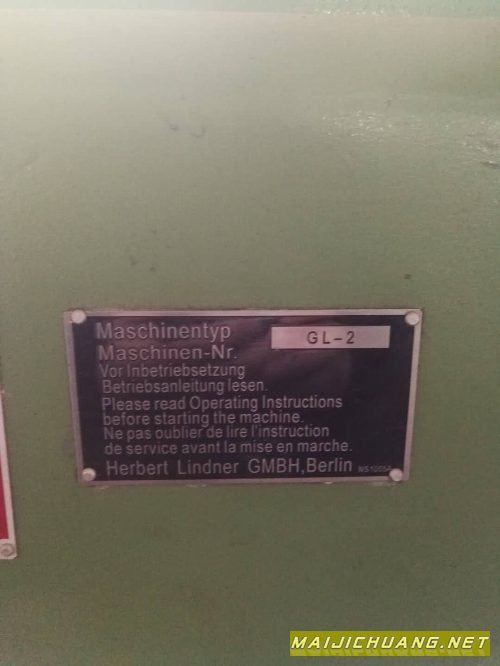 Maschinentyp GL-2
Maschinen-Nr.
Vor Inbetriebsetzung
Betriebsanleitung lesen.
Please read Operating Instructions
before starting the machine.
Ne pas oublier de lire l'instruction
de service avant la mise en marche.
Herbert Lindner GMBH,Berlin
MAIJICHUANG.NET